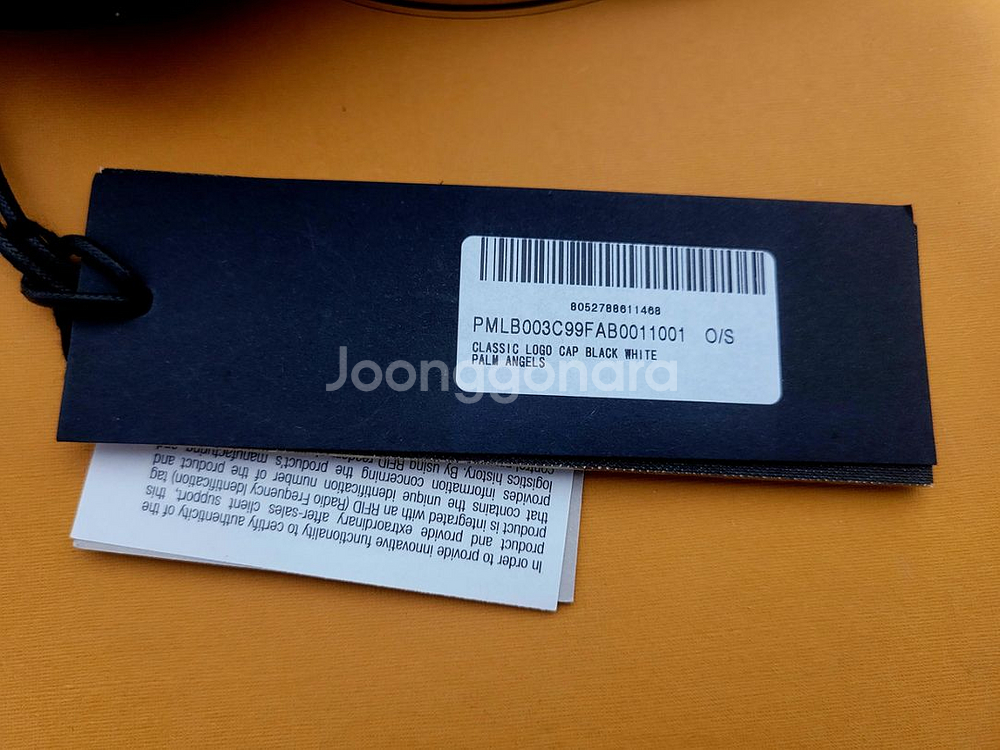 8052788611468
PMLB003C99FAB0011001 O/S
CLASSIC LOGO CAP BLACK WHITE
PALM ANGELS
Joonggonara
In order to provide innovative functionality to certify authenticity of the
product and provide extraordinary after-sales client support, this
product is integrated with an RFID (Radio Frequency Identification) tag
that contains the unique identification number of the product and
provides information concerning the product's manufacturing and
logistics history. By using RFID